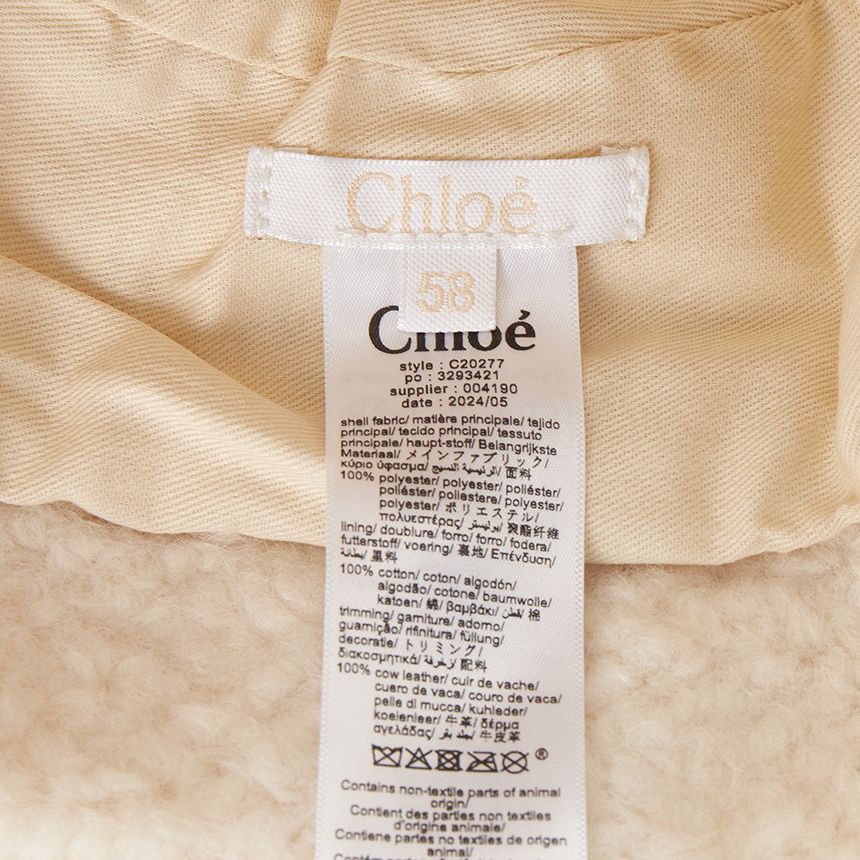 Chloé
58
Chloé
style : C20277
po : 3293421
supplier : 004190
date : 2024/05
shell fabric/ matière principale/ tejido
principal/ tecido principal/ tessuto
principale/ haupt-stoff/ Belangrijkste
Materiaal/ メインファブリック/
κύριο ύφασμα/ النسيج الرئيسية/ 面料
100% polyester/ polyester/ poliéster/
poliéster/ poliestere/ polyester/
polyester/ ポリエステル/
πολυεστέρας/ بوليستر/ 聚酯纤维
lining/ doublure/ forro/ forro/ fodera/
futterstoff/ voering/ 裏地/ Επένδυση/
بطانة/ 里料
100% cotton/ coton/ algodón/
algodão/ cotone/ baumwolle/
katoen/ 綿/ βαμβάκι/ قطن/ 棉
trimming/ garniture/ adorno/
guarnição/ rifinitura/ füllung/
decoratie/ トリミング/
διακοσμητικά/ زخرفة/ 配料
100% cow leather/ cuir de vache/
cuero de vaca/ couro de vaca/
pelle di mucca/ kuhleder/
koeienleer/ 牛革/ δέρμα
αγελάδας/ جلد بقر/ 牛皮革
®
Contains non-textile parts of animal
origin/
Contient des parties non textiles
d'origine animale/
Contiene partes no textiles de origen
animal/